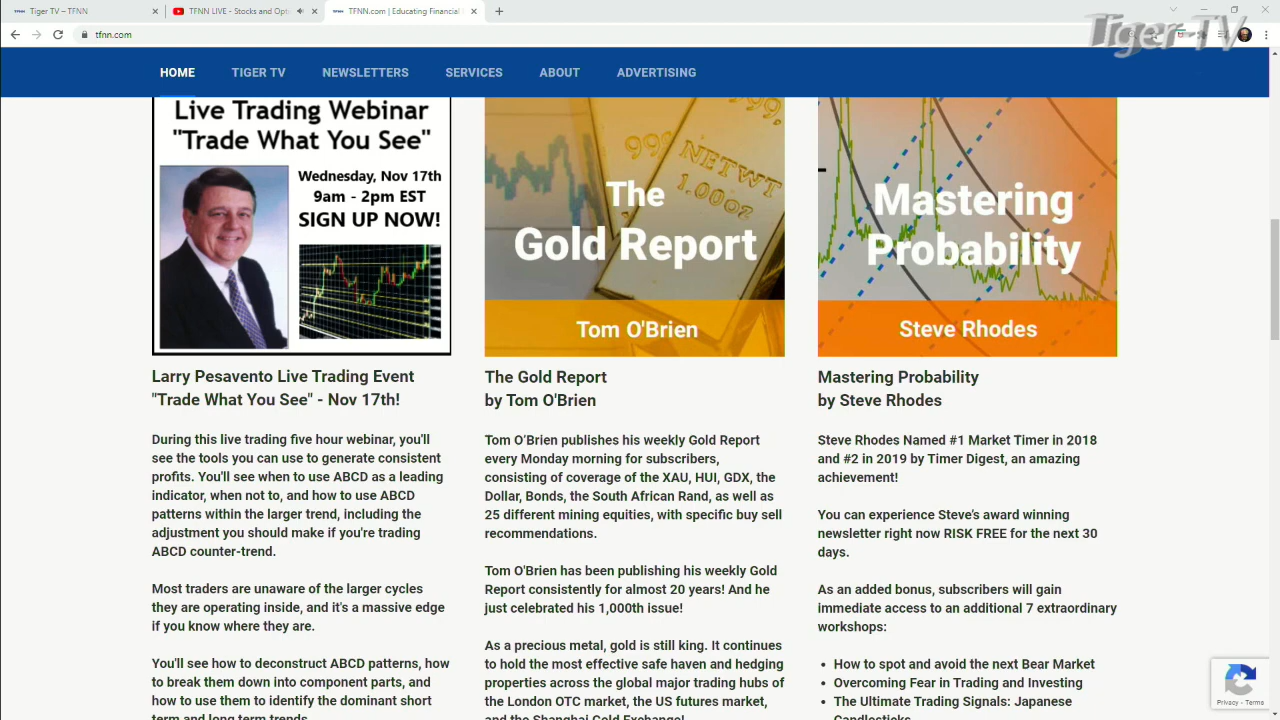 Tiger TV – TFNN
TFNN LIVE - Stocks and Opti
TFNN.com | Educating Financial
Tiger TV
tfnn.com
HOME
TIGER TV
NEWSLETTERS
SERVICES
ABOUT
ADVERTISING
Live Trading Webinar
"Trade What You See"
Wednesday, Nov 17th
9am - 2pm EST
SIGN UP NOW!
Larry Pesavento Live Trading Event
"Trade What You See" - Nov 17th!
During this live trading five hour webinar, you'll
see the tools you can use to generate consistent
profits. You'll see when to use ABCD as a leading
indicator, when not to, and how to use ABCD
patterns within the larger trend, including the
adjustment you should make if you're trading
ABCD counter-trend.
Most traders are unaware of the larger cycles
they are operating inside, and it's a massive edge
if you know where they are.
You'll see how to deconstruct ABCD patterns, how
to break them down into component parts, and
how to use them to identify the dominant short
term and long term trends
999,
999
NETWT
1.00oz
The
Gold Report
Tom O'Brien
The Gold Report
by Tom O'Brien
Tom O’Brien publishes his weekly Gold Report
every Monday morning for subscribers,
consisting of coverage of the XAU, HUI, GDX, the
Dollar, Bonds, the South African Rand, as well as
25 different mining equities, with specific buy sell
recommendations.
Tom O'Brien has been publishing his weekly Gold
Report consistently for almost 20 years! And he
just celebrated his 1,000th issue!
As a precious metal, gold is still king. It continues
to hold the most effective safe haven and hedging
properties across the global major trading hubs of
the London OTC market, the US futures market,
and the Shanghai Gold Exchange!
Mastering
Probability
Steve Rhodes
Mastering Probability
by Steve Rhodes
Steve Rhodes Named #1 Market Timer in 2018
and #2 in 2019 by Timer Digest, an amazing
achievement!
You can experience Steve’s award winning
newsletter right now RISK FREE for the next 30
days.
As an added bonus, subscribers will gain
immediate access to an additional 7 extraordinary
workshops:
• How to spot and avoid the next Bear Market
• Overcoming Fear in Trading and Investing
• The Ultimate Trading Signals: Japanese
Candlesticks
Privacy - Terms